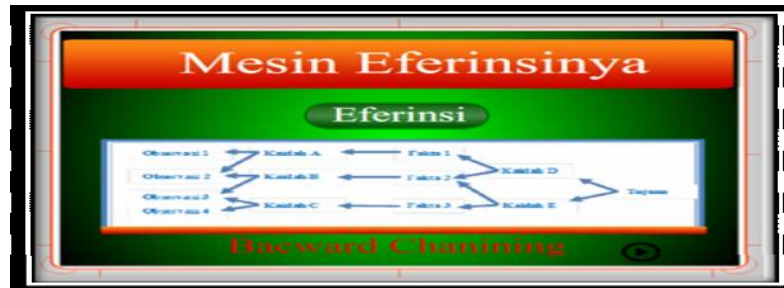 Mesin Eferinsinya
Eferinsi
Observasi 1 Kaidah A Fakta 1
Kaidah D
Observasi 2 Kaidah B Fakta 2
Tujuan
Observasi 3
Kaidah C Fakta 3 Kaidah E
Observasi 4
Bacward Chanining